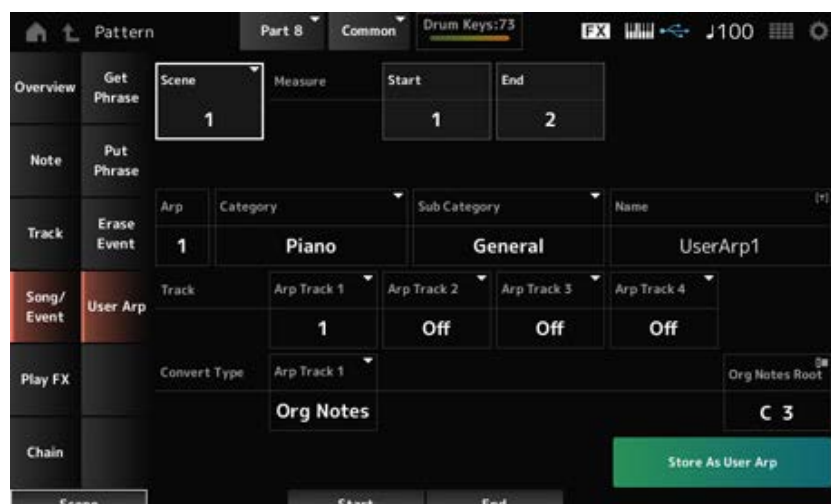 Pattern
Part 8
Common
Drum Keys:73
FX
♩100
Overview
Note
Track
Song/
Event
Play FX
Chain
Get
Phrase
Put
Phrase
Erase
Event
User Arp
Scene
1
Measure
Start
1
End
2
Arp
1
Category
Piano
Sub Category
General
Name
UserArp1
[T]
Track
Arp Track 1
1
Arp Track 2
Off
Arp Track 3
Off
Arp Track 4
Off
Convert Type
Arp Track 1
Org Notes
Org Notes Root
C 3
Store As User Arp
Scene
Start
End